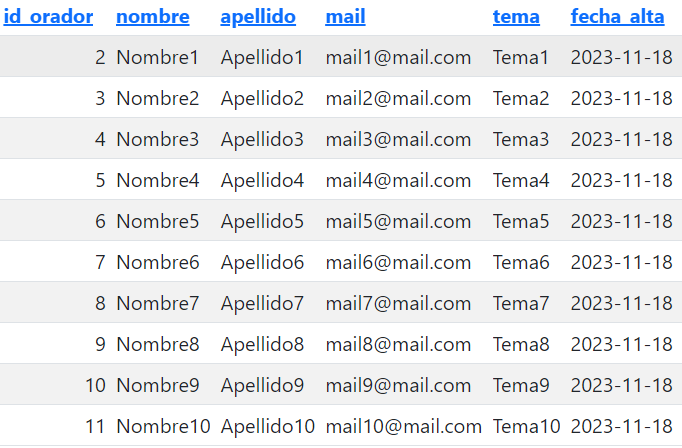 id_orador nombre apellido mail tema fecha_alta
2 Nombre1 Apellido1 mail1@mail.com Tema1 2023-11-18
3 Nombre2 Apellido2 mail2@mail.com Tema2 2023-11-18
4 Nombre3 Apellido3 mail3@mail.com Tema3 2023-11-18
5 Nombre4 Apellido4 mail4@mail.com Tema4 2023-11-18
6 Nombre5 Apellido5 mail5@mail.com Tema5 2023-11-18
7 Nombre6 Apellido6 mail6@mail.com Tema6 2023-11-18
8 Nombre7 Apellido7 mail7@mail.com Tema7 2023-11-18
9 Nombre8 Apellido8 mail8@mail.com Tema8 2023-11-18
10 Nombre9 Apellido9 mail9@mail.com Tema9 2023-11-18
11 Nombre10 Apellido10 mail10@mail.com Tema10 2023-11-18